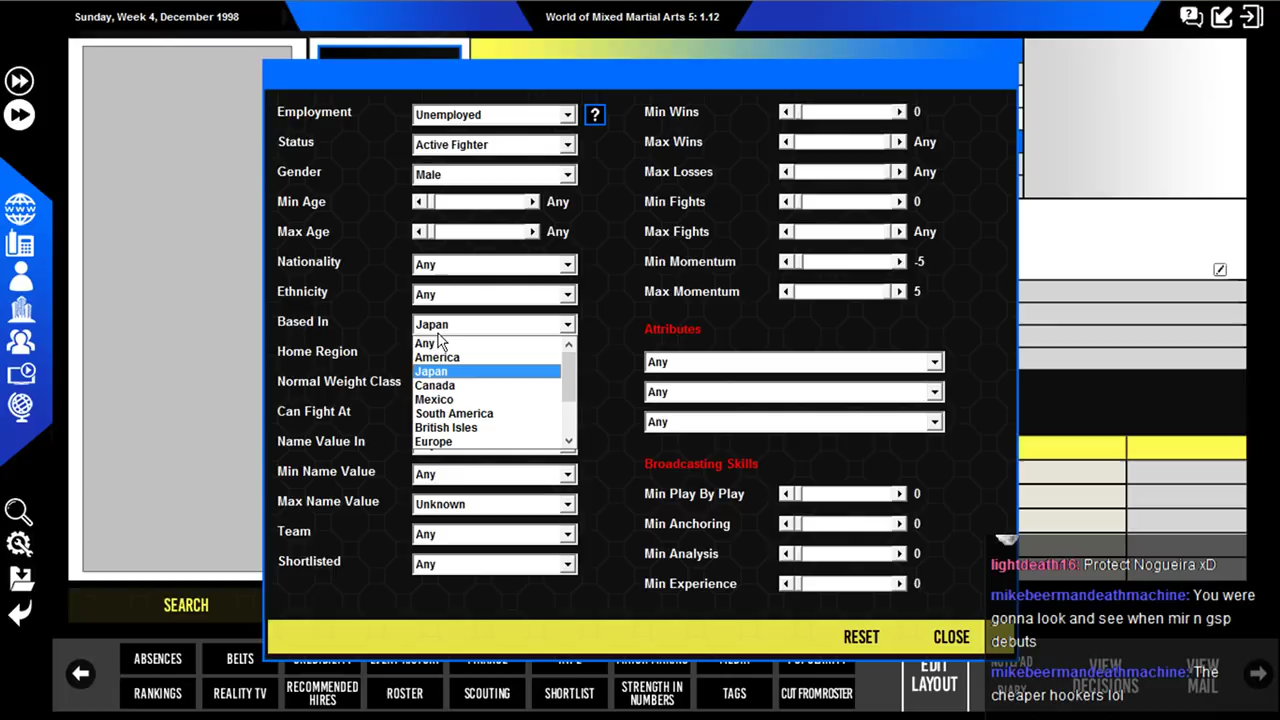 Sunday, Week 4, December 1998
World of Mixed Martial Arts 5: 1.12
Employment
Unemployed
?
Status
Active Fighter
Gender
Male
Min Age
Any
Max Age
Any
Nationality
Any
Ethnicity
Any
Based In
Japan
Any
America
Japan
Canada
Mexico
South America
British Isles
Europe
Home Region
Normal Weight Class
Can Fight At
Name Value In
Min Name Value
Any
Max Name Value
Unknown
Team
Any
Shortlisted
Any
Min Wins
0
Max Wins
Any
Max Losses
Any
Min Fights
0
Max Fights
Any
Min Momentum
-5
Max Momentum
5
Attributes
Any
Any
Any
Broadcasting Skills
Min Play By Play
0
Min Anchoring
0
Min Analysis
0
Min Experience
0
RESET
CLOSE
SEARCH
WWW
lightdeath16: Protect Nogueira xD
mikebeermandeathmachine: You were
gonna look and see when mir n gsp
debuts
mikebeermandeathmachine: The
cheaper hookers lol
ABSENCES
BELTS
RANKINGS
REALITY TV
RECOMMENDED
HIRES
ROSTER
SCOUTING
SHORTLIST
STRENGTH IN
NUMBERS
TAGS
CUT FROM ROSTER
EDIT
LAYOUT
VIEW
DECISIONS
VIEW
MAIL